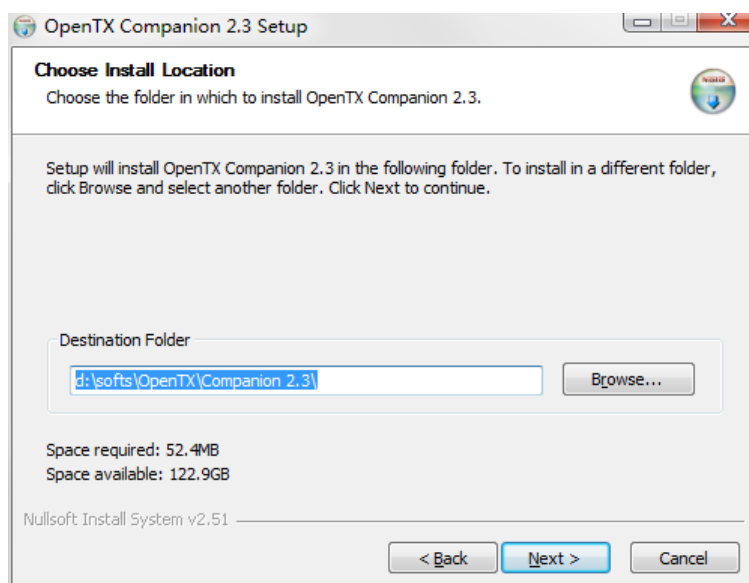 OpenTX Companion 2.3 Setup
Choose Install Location
Choose the folder in which to install OpenTX Companion 2.3.
Setup will install OpenTX Companion 2.3 in the following folder. To install in a different folder,
click Browse and select another folder. Click Next to continue.
Destination Folder
d:\softs\OpenTX\Companion 2.3\
Browse...
Space required: 52.4MB
Space available: 122.9GB
Nullsoft Install System v2.51
< Back
Next >
Cancel